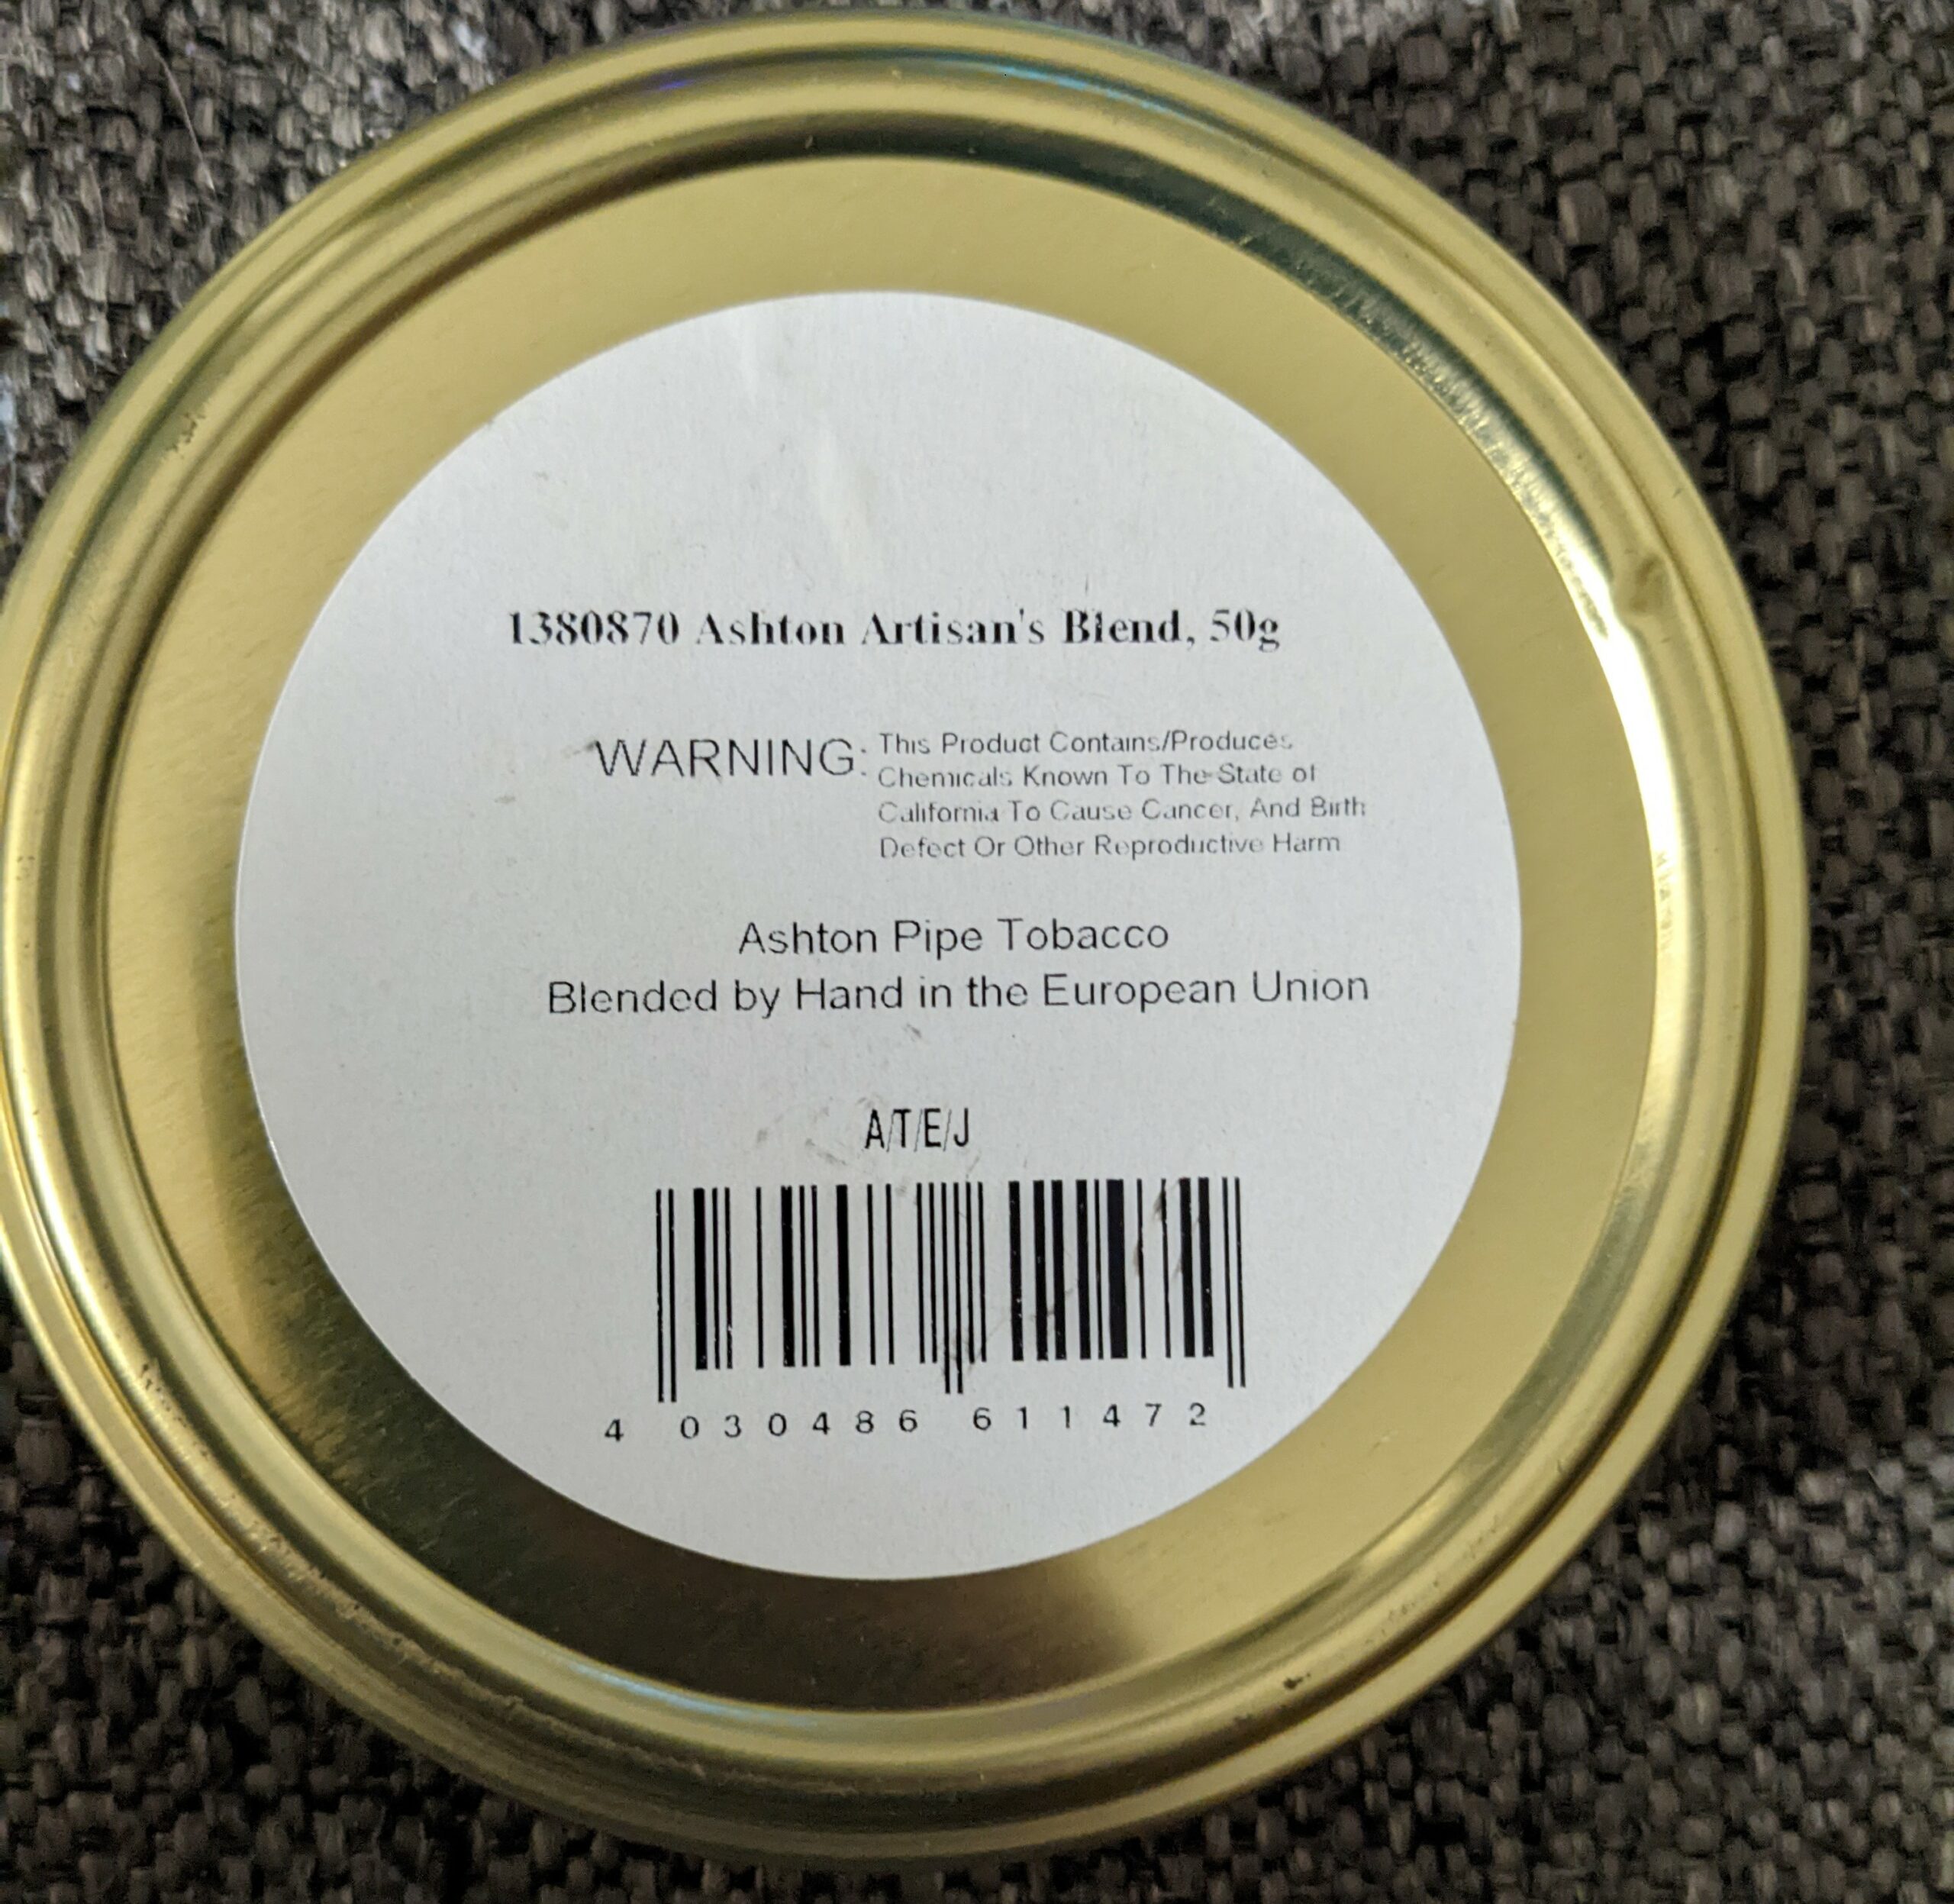 1380870 Ashton Artisan's Blend, 50g
WARNING: This Product Contains/Produces
Chemicals Known To The State of
California To Cause Cancer, And Birth
Defect Or Other Reproductive Harm
Ashton Pipe Tobacco
Blended by Hand in the European Union
A/T/E/J
4 030486 611472